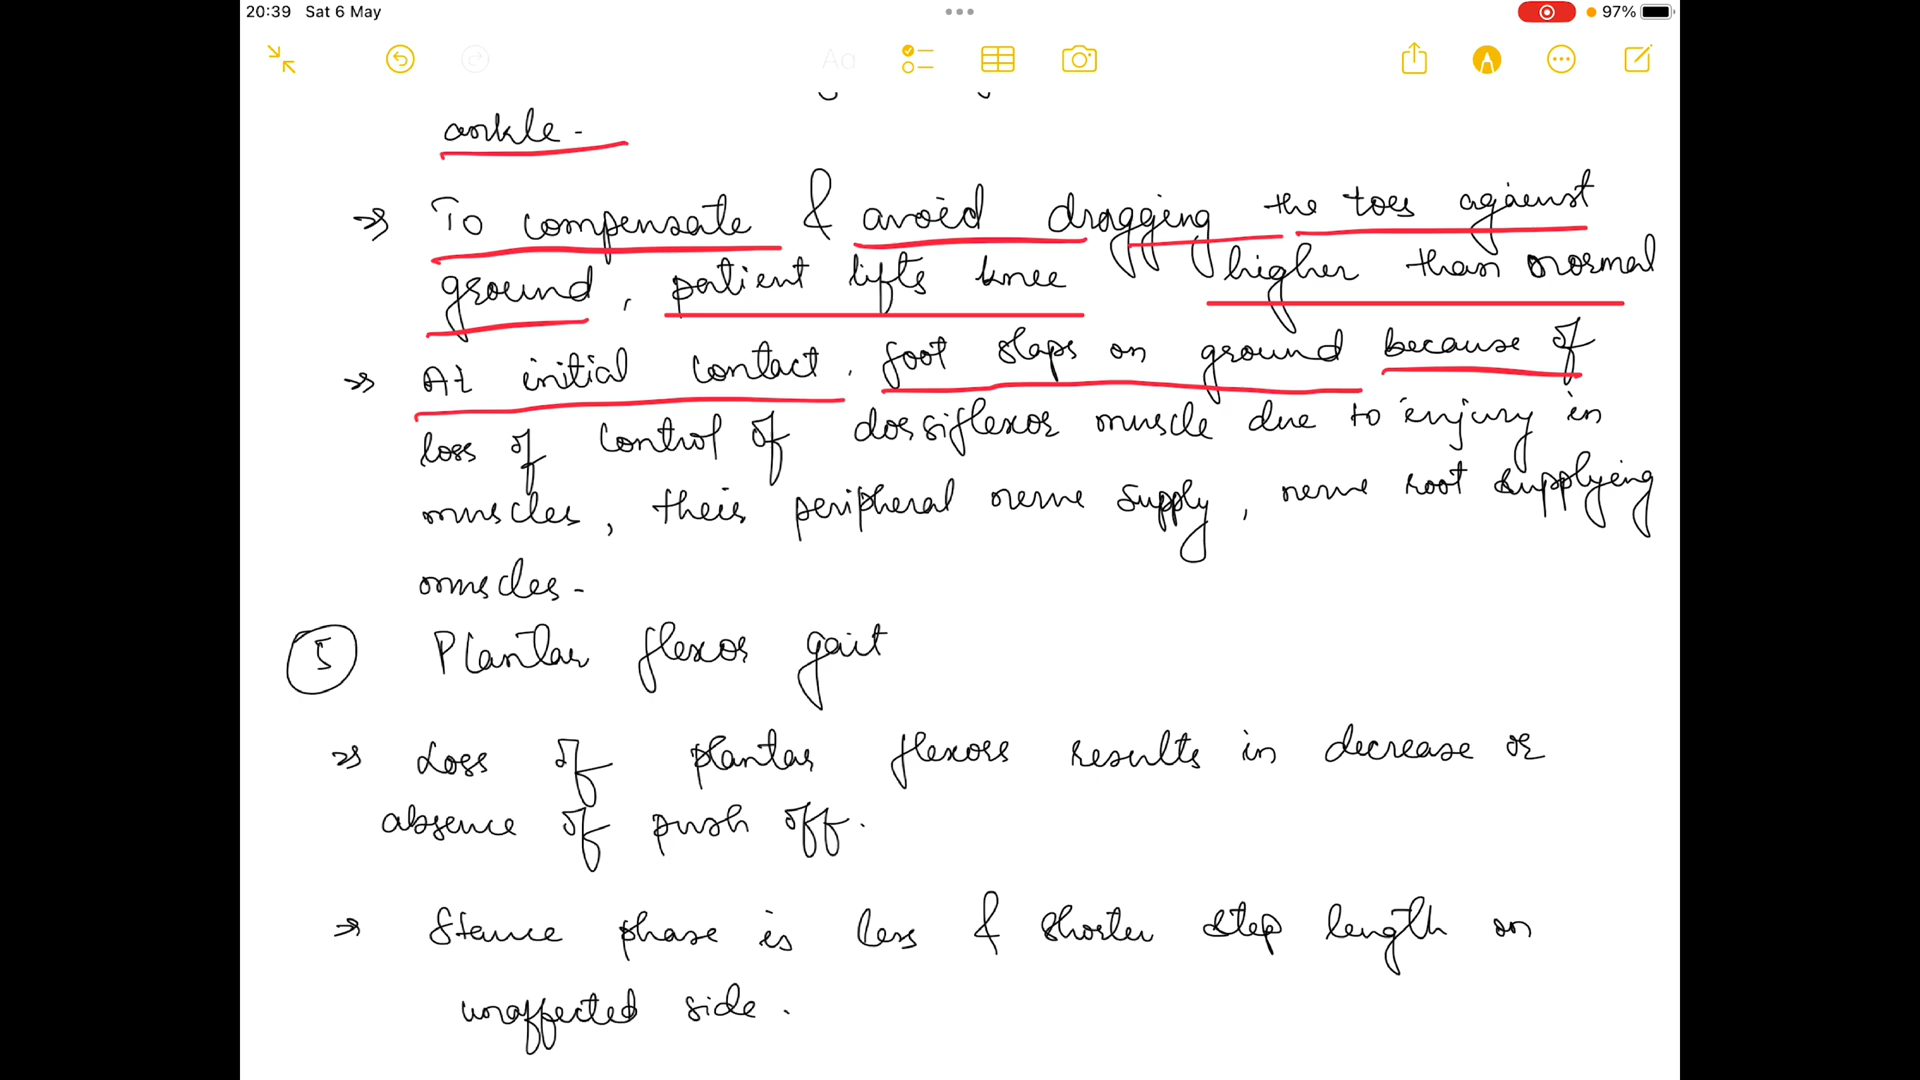 20:39 Sat 6 May
97%
Aa
ankle.
⇒ To compensate & avoid dragging the toes against
ground, patient lifts knee higher than normal
⇒ At initial contact, foot slaps on ground because of
loss of control of dorsiflexor muscle due to injury in
muscles, their peripheral nerve supply, nerve root supplying
muscles.
5 Plantar flexor gait
⇒ Loss of plantar flexors results in decrease or
absence of push off.
⇒ Stance phase is less & shorter step length on
unaffected side.